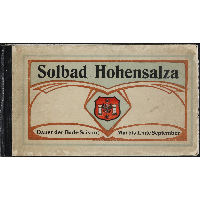 Solbad Hohensalza
Dauer der Bade-Saison: Mai bis Ende September